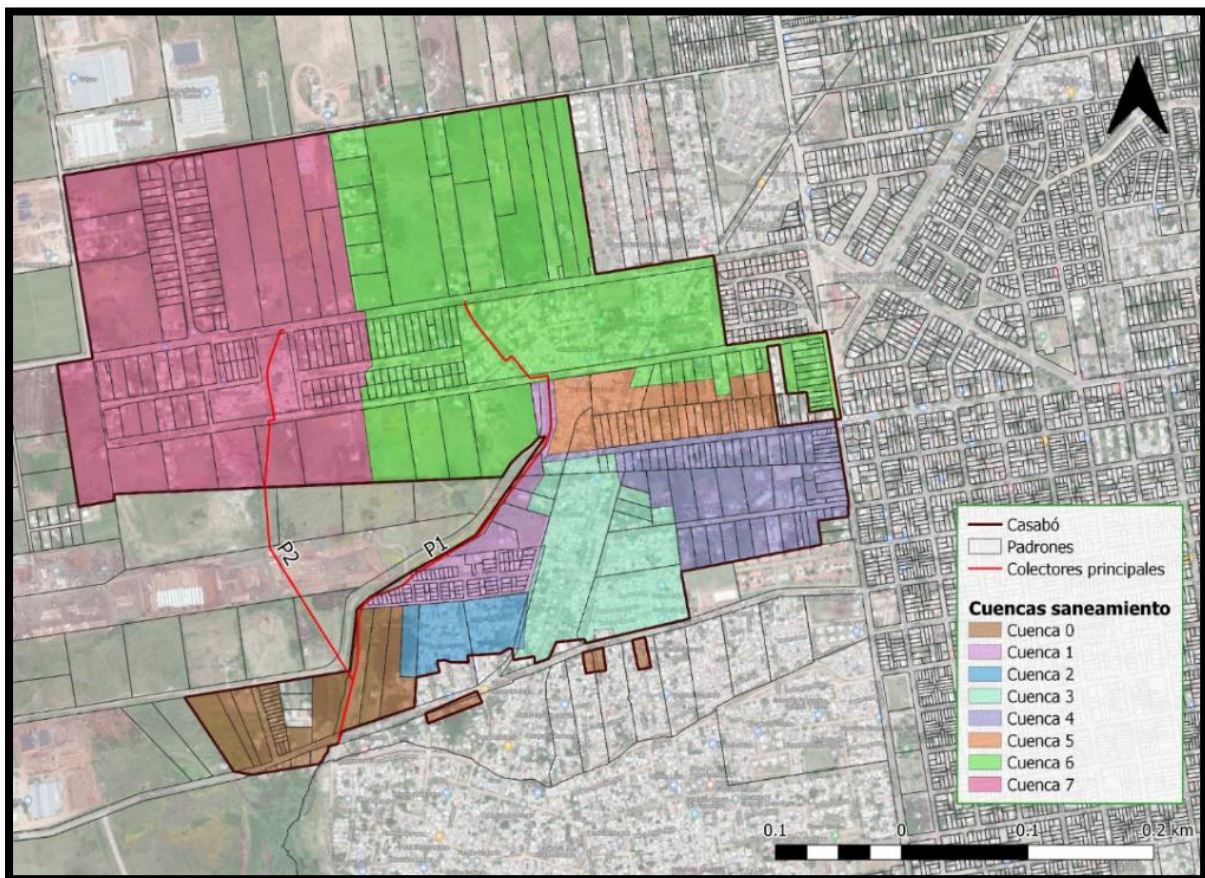 P2
P1
Casabó
Padrones
Colectores principales
Cuencas saneamiento
Cuenca 0
Cuenca 1
Cuenca 2
Cuenca 3
Cuenca 4
Cuenca 5
Cuenca 6
Cuenca 7
0.1 0 0.1 0.2 km